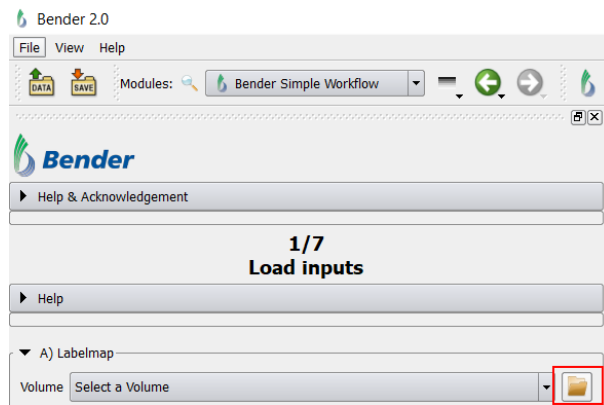 Bender 2.0
File View Help
DATA SAVE Modules: Bender Simple Workflow
Bender
Help & Acknowledgement
1/7
Load inputs
Help
A) Labelmap
Volume Select a Volume